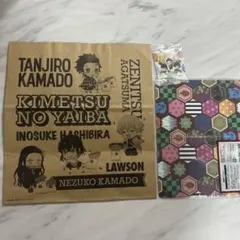 TANJIRO
KAMADO
ZENITSU
AGATSUMA
KIMETSU
NO YAIBA
INOSUKE HASHIBIRA
LAWSON
NEZUKO KAMADO